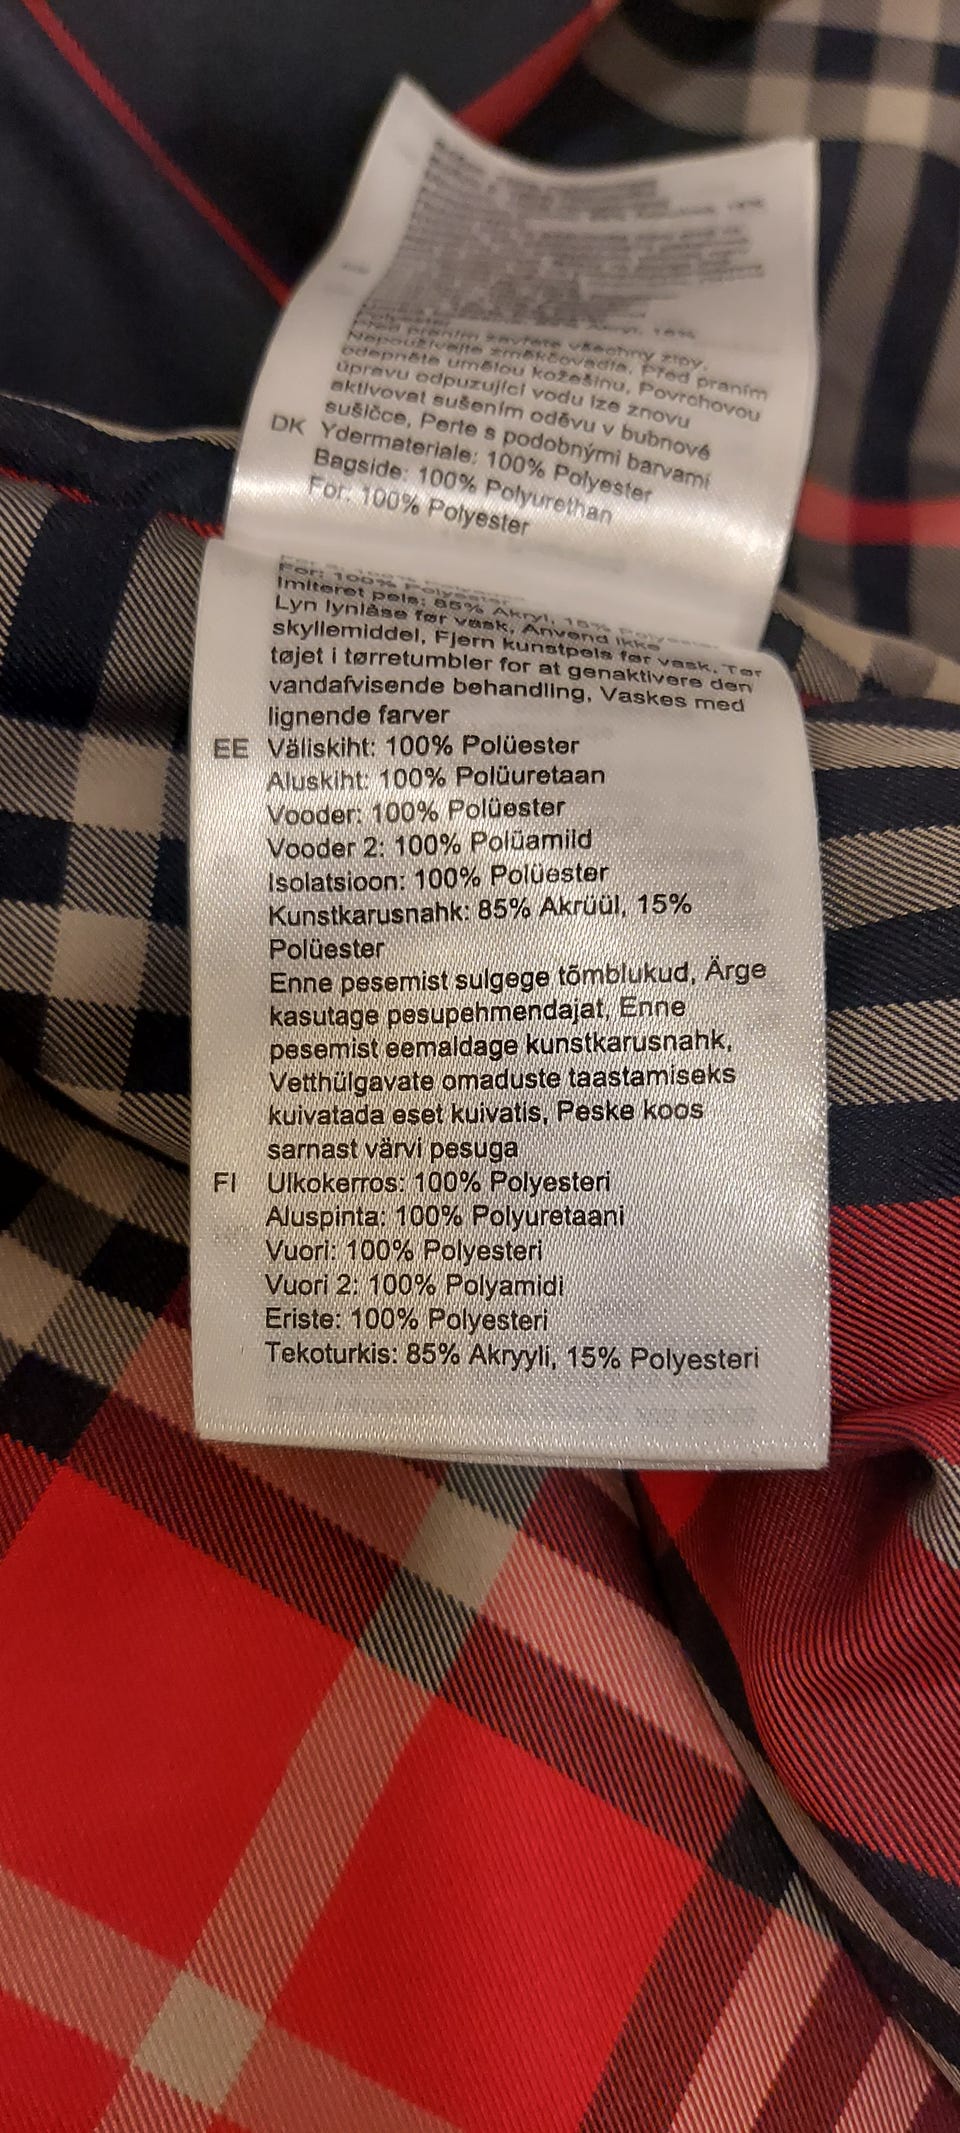 Před praním zavřete všechny zipy,
Nepoužívejte změkčovadla, Před praním
odepněte umělou kožešinu, Povrchovou
úpravu odpuzující vodu lze znovu
aktivovat sušením oděvu v bubnové
sušičce, Perte s podobnými barvami
DK Ydermateriale: 100% Polyester
Bagside: 100% Polyurethan
For: 100% Polyester
For: 100% Polyester
Imiteret pels: 85% Akryl, 15% Polyester
Lyn lynlåse før vask, Anvend ikke
skyllemiddel, Fjern kunstpels før vask, Tør
tøjet i tørretumbler for at genaktivere den
vandafvisende behandling, Vaskes med
lignende farver
EE Väliskiht: 100% Polüester
Aluskiht: 100% Polüuretaan
Vooder: 100% Polüester
Vooder 2: 100% Polüamiid
Isolatsioon: 100% Polüester
Kunstkarusnahk: 85% Akrüül, 15%
Polüester
Enne pesemist sulgege tõmblukud, Ärge
kasutage pesupehmendajat, Enne
pesemist eemaldage kunstkarusnahk,
Vetthülgavate omaduste taastamiseks
kuivatada eset kuivatis, Peske koos
sarnast värvi pesuga
FI Ulkokerros: 100% Polyesteri
Aluspinta: 100% Polyuretaani
Vuori: 100% Polyesteri
Vuori 2: 100% Polyamidi
Eriste: 100% Polyesteri
Tekoturkis: 85% Akryyli, 15% Polyesteri